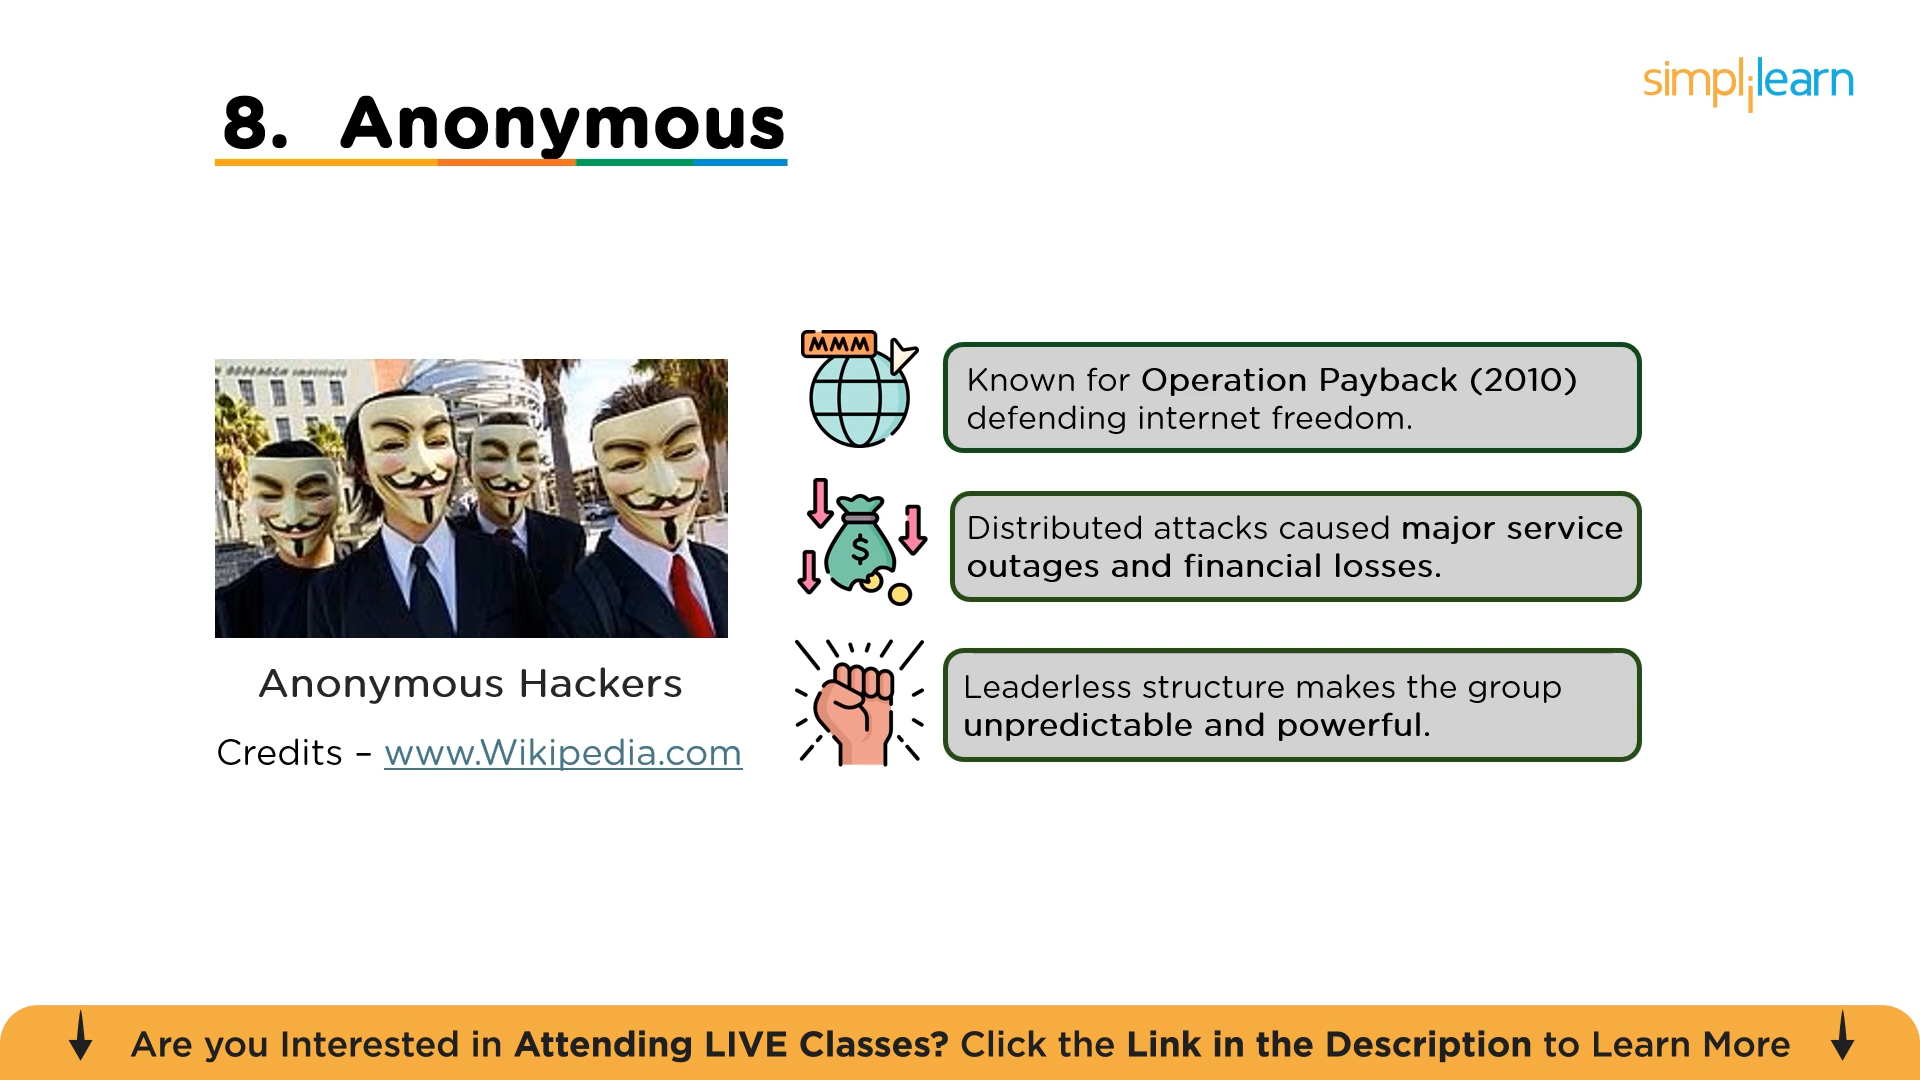 8. Anonymous
simplilearn
Known for Operation Payback (2010)
defending internet freedom.
Distributed attacks caused major service
outages and financial losses.
Leaderless structure makes the group
unpredictable and powerful.
Anonymous Hackers
Credits – www.Wikipedia.com
Are you Interested in Attending LIVE Classes? Click the Link in the Description to Learn More